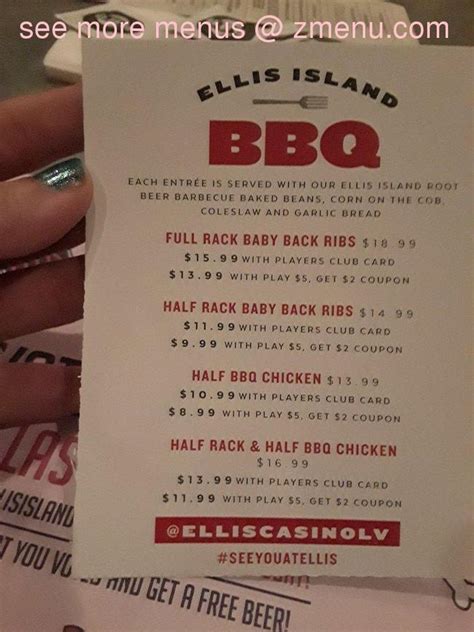 see more menus @ zmenu.com
ELLIS ISLAND
BBQ
EACH ENTRÉE IS SERVED WITH OUR ELLIS ISLAND ROOT
BEER BARBECUE BAKED BEANS, CORN ON THE COB,
COLESLAW AND GARLIC BREAD
FULL RACK BABY BACK RIBS $18.99
$15.99 WITH PLAYERS CLUB CARD
$13.99 WITH PLAY $5, GET $2 COUPON
HALF RACK BABY BACK RIBS $14.99
$11.99 WITH PLAYERS CLUB CARD
$9.99 WITH PLAY $5, GET $2 COUPON
HALF BBQ CHICKEN $13.99
$10.99 WITH PLAYERS CLUB CARD
$8.99 WITH PLAY $5, GET $2 COUPON
HALF RACK & HALF BBQ CHICKEN
$16.99
$13.99 WITH PLAYERS CLUB CARD
$11.99 WITH PLAY $5, GET $2 COUPON
@ELLISCASINOLV
#SEEYOUATELLIS
LAS
ISISLAND
YOU
AND GET A FREE BEER!